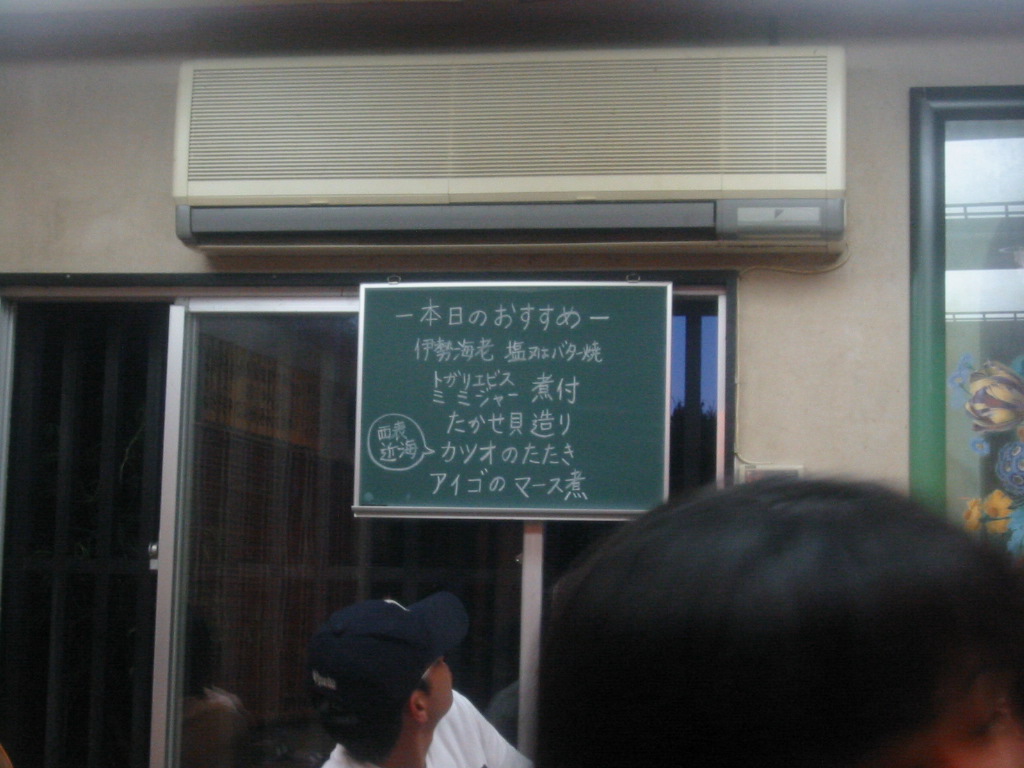 ー本日のおすすめー
伊勢海老 塩又はバター焼
トガリエビス
ミミジャー 煮付
たかせ貝造り
西表
近海
カツオのたたき
アイゴのマース煮